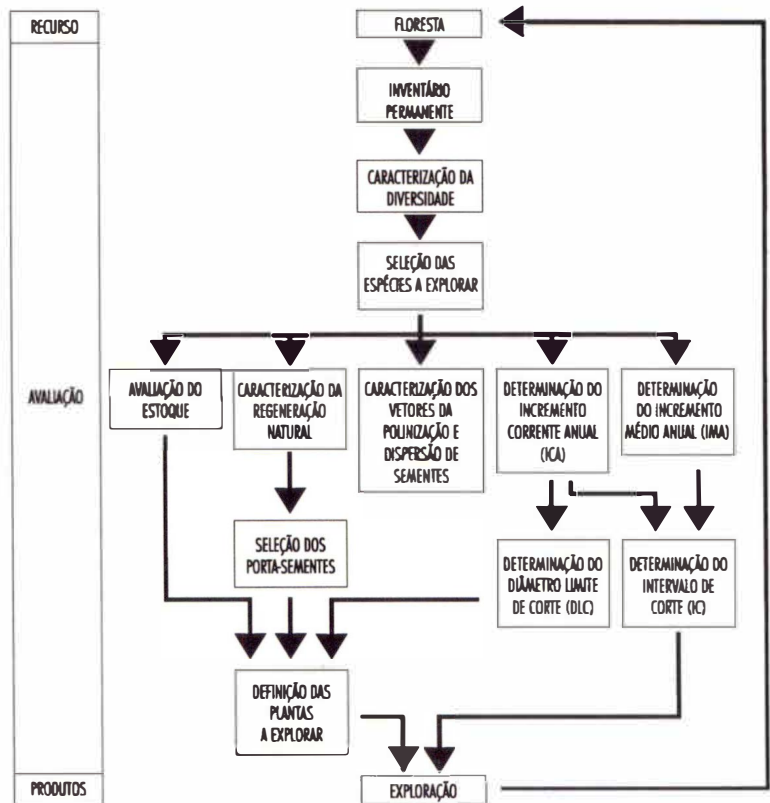 RECURSO
FLORESTA
INVENTÁRIO
PERMANENTE
CARACTERIZAÇÃO DA
DIVERSIDADE
SELEÇÃO DAS
ESPÉCIES A EXPLORAR
AVALIAÇÃO
AVALIAÇÃO DO
ESTOQUE
CARACTERIZAÇÃO DA
REGENERAÇÃO
NATURAL
CARACTERIZAÇÃO DOS
VETORES DA
POLINIZAÇÃO E
DISPERSÃO DE
SEMENTES
DETERMINAÇÃO DO
INCREMENTO
CORRENTE ANUAL
(ICA)
DETERMINAÇÃO
DO INCREMENTO
MÉDIO ANUAL (IMA)
SELEÇÃO DOS
PORTA-SEMENTES
DETERMINAÇÃO DO
DIÂMETRO LIMITE
DE CORTE (DLC)
DETERMINAÇÃO DO
INTERVALO DE
CORTE (IC)
DEFINIÇÃO DAS
PLANTAS
A EXPLORAR
PRODUTOS
EXPLORAÇÃO